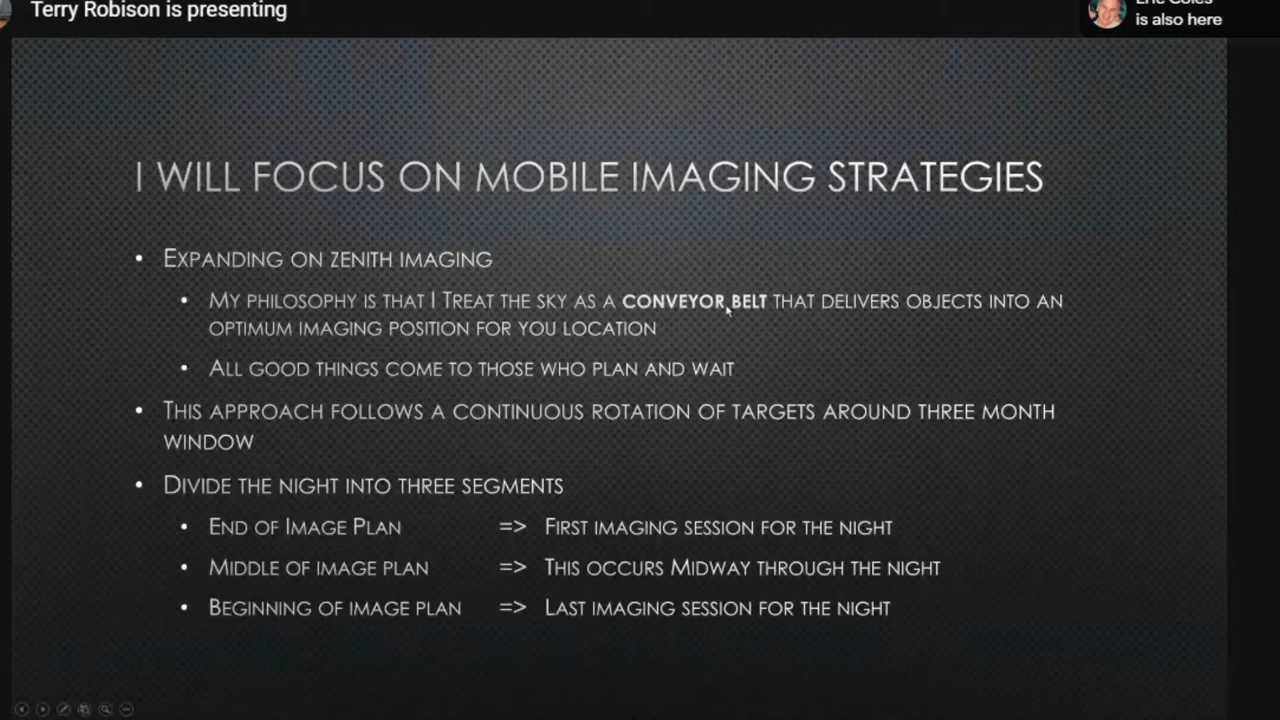 Terry Robison is presenting
is also here
I WILL FOCUS ON MOBILE IMAGING STRATEGIES
• EXPANDING ON ZENITH IMAGING
• MY PHILOSOPHY IS THAT I TREAT THE SKY AS A CONVEYOR BELT THAT DELIVERS OBJECTS INTO AN
OPTIMUM IMAGING POSITION FOR YOU LOCATION
• ALL GOOD THINGS COME TO THOSE WHO PLAN AND WAIT
• THIS APPROACH FOLLOWS A CONTINUOUS ROTATION OF TARGETS AROUND THREE MONTH
WINDOW
• DIVIDE THE NIGHT INTO THREE SEGMENTS
• END OF IMAGE PLAN => FIRST IMAGING SESSION FOR THE NIGHT
• MIDDLE OF IMAGE PLAN => THIS OCCURS MIDWAY THROUGH THE NIGHT
• BEGINNING OF IMAGE PLAN => LAST IMAGING SESSION FOR THE NIGHT